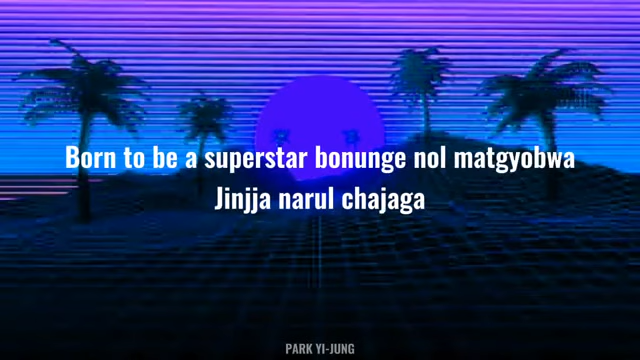 Born to be a superstar bonunge nol matgyobwa
Jinjja narul chajaga
PARK YI-JUNG